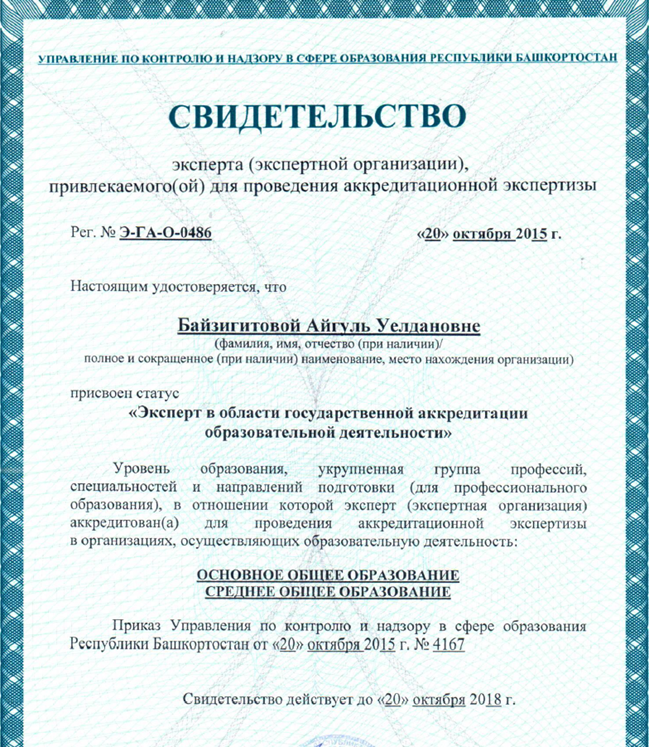 УПРАВЛЕНИЕ ПО КОНТРОЛЮ И НАДЗОРУ В СФЕРЕ ОБРАЗОВАНИЯ РЕСПУБЛИКИ БАШКОРТОСТАН
СВИДЕТЕЛЬСТВО
эксперта (экспертной организации),
привлекаемого(ой) для проведения аккредитационной экспертизы
Рег. № Э-ГА-О-0486 «20» октября 2015 г.
Настоящим удостоверяется, что
Байзигитовой Айгуль Уелдановне
(фамилия, имя, отчество (при наличии)/
полное и сокращенное (при наличии) наименование, место нахождения организации)
присвоен статус
«Эксперт в области государственной аккредитации
образовательной деятельности»
Уровень образования, укрупненная группа профессий,
специальностей и направлений подготовки (для профессионального
образования), в отношении которой эксперт (экспертная организация)
аккредитован(а) для проведения аккредитационной экспертизы
в организациях, осуществляющих образовательную деятельность:
ОСНОВНОЕ ОБЩЕЕ ОБРАЗОВАНИЕ
СРЕДНЕЕ ОБЩЕЕ ОБРАЗОВАНИЕ
Приказ Управления по контролю и надзору в сфере образования
Республики Башкортостан от «20» октября 2015 г. № 4167
Свидетельство действует до «20» октября 2018 г.